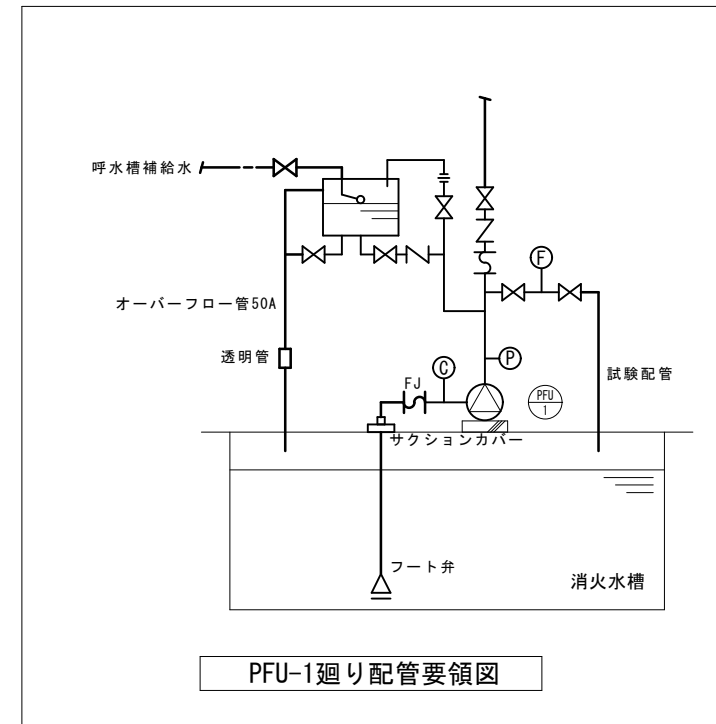 呼水槽補給水
F
オーバーフロー管50A
透明管
P
C
試験配管
FJ
PFU
1
サクションカバー
フート弁
消火水槽
PFU-1廻り配管要領図